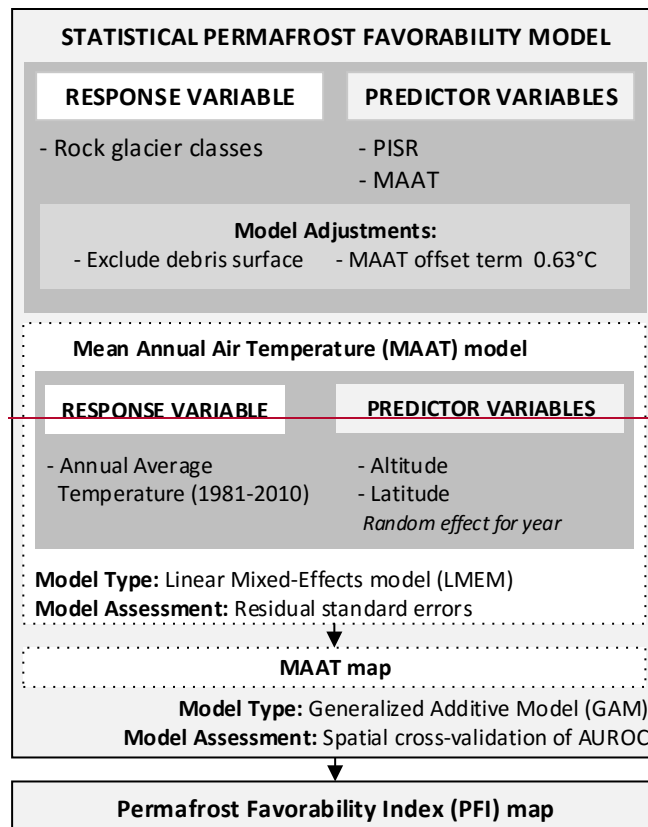 STATISTICAL PERMAFROST FAVORABILITY MODEL
RESPONSE VARIABLE
PREDICTOR VARIABLES
- Rock glacier classes
- PISR
- MAAT
Model Adjustments:
- Exclude debris surface - MAAT offset term 0.63°C
Mean Annual Air Temperature (MAAT) model
RESPONSE VARIABLE
PREDICTOR VARIABLES
- Annual Average
Temperature (1981-2010)
- Altitude
- Latitude
Random effect for year
Model Type: Linear Mixed-Effects model (LMEM)
Model Assessment: Residual standard errors
MAAT map
Model Type: Generalized Additive Model (GAM)
Model Assessment: Spatial cross-validation of AUROC
Permafrost Favorability Index (PFI) map